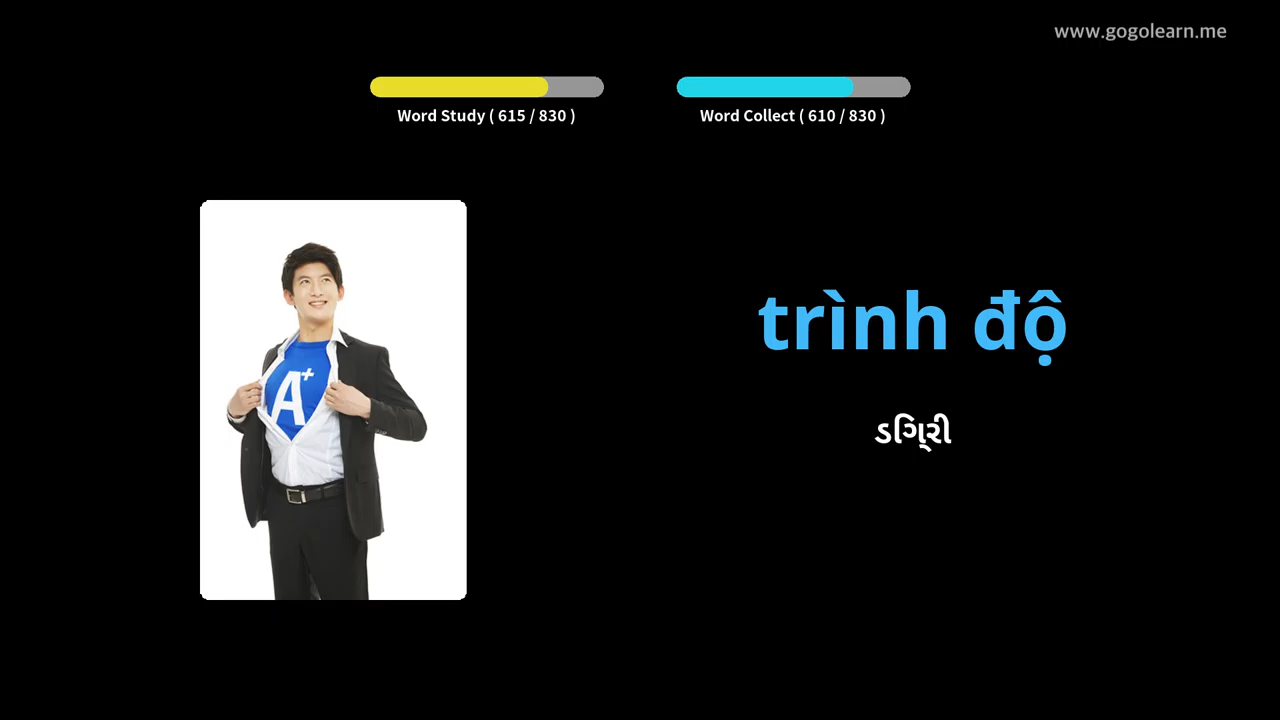 www.gogolearn.me
Word Study ( 615 / 830 )
Word Collect ( 610 / 830 )
A+
trình độ
ડિગ્રી